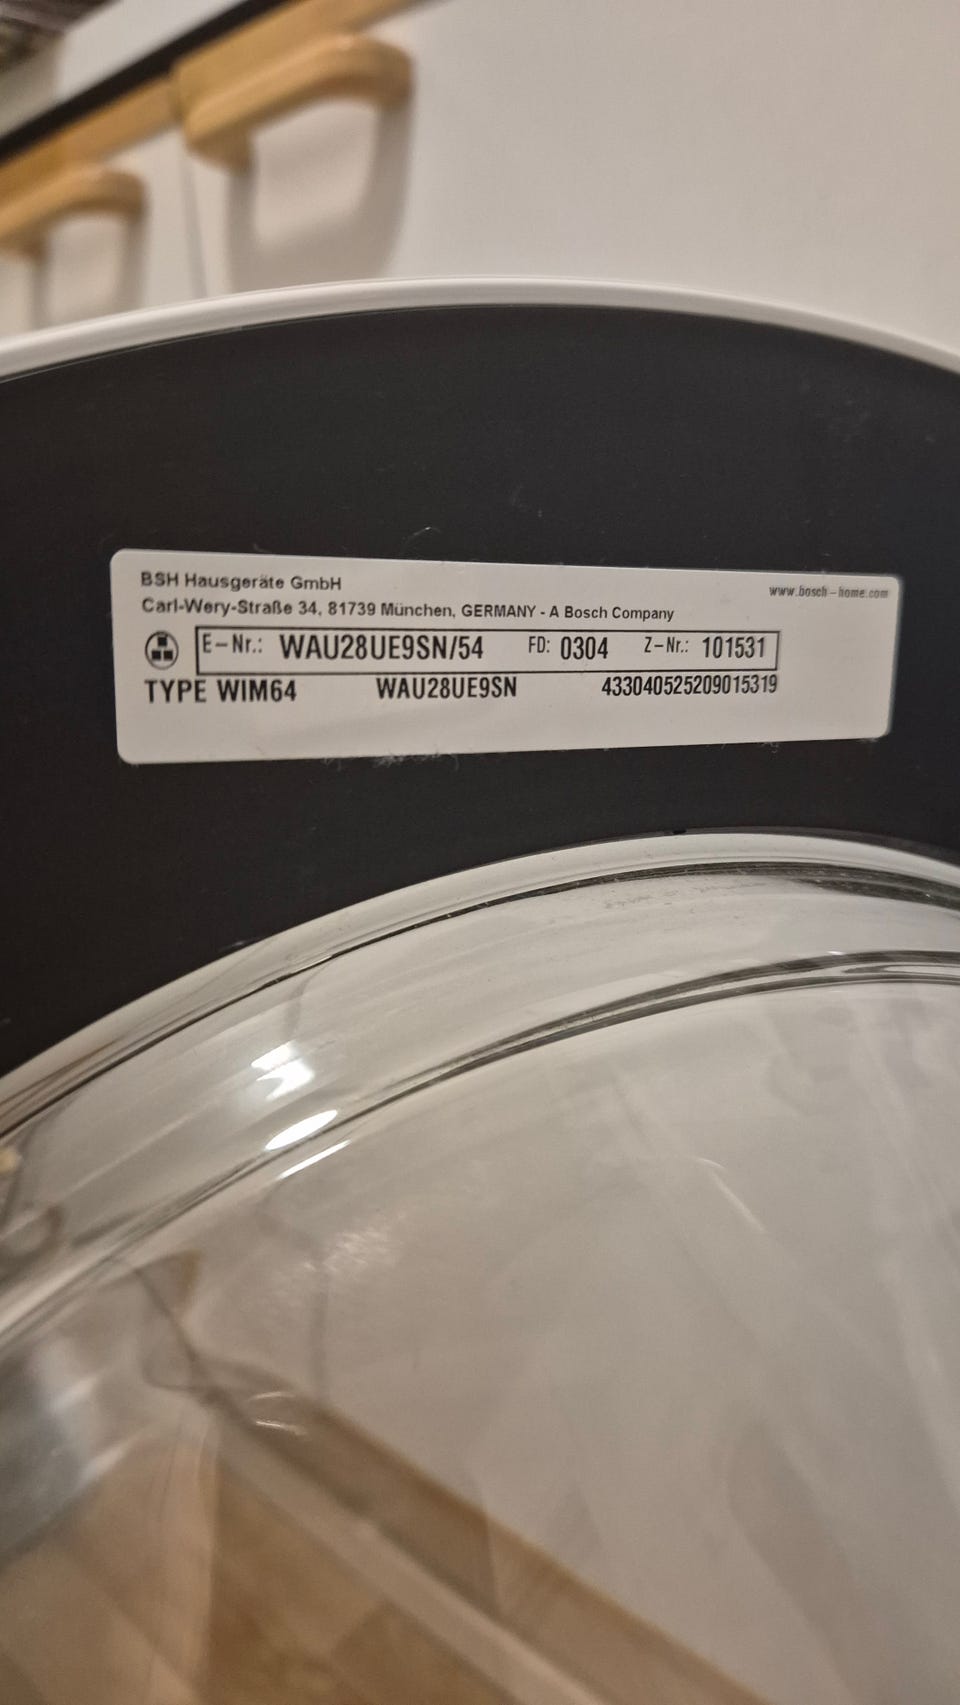 BSH Hausgeräte GmbH
www.bosch-home.com
Carl-Wery-Straße 34, 81739 München, GERMANY - A Bosch Company
E-Nr.: WAU28UE9SN/54 FD: 0304 Z-Nr.: 101531
TYPE WIM64 WAU28UE9SN 433040525209015319